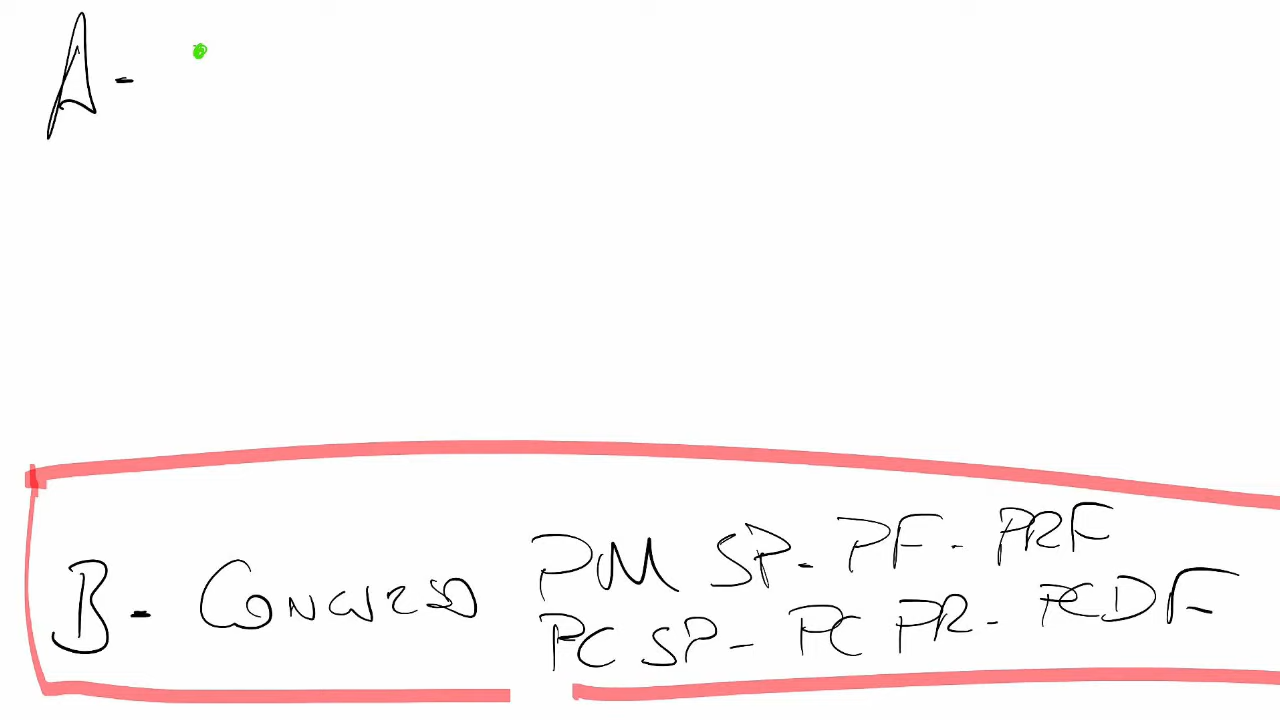 A -
B - CONCURSO PM SP - PF - PRF
PC SP - PC PR - PCDF